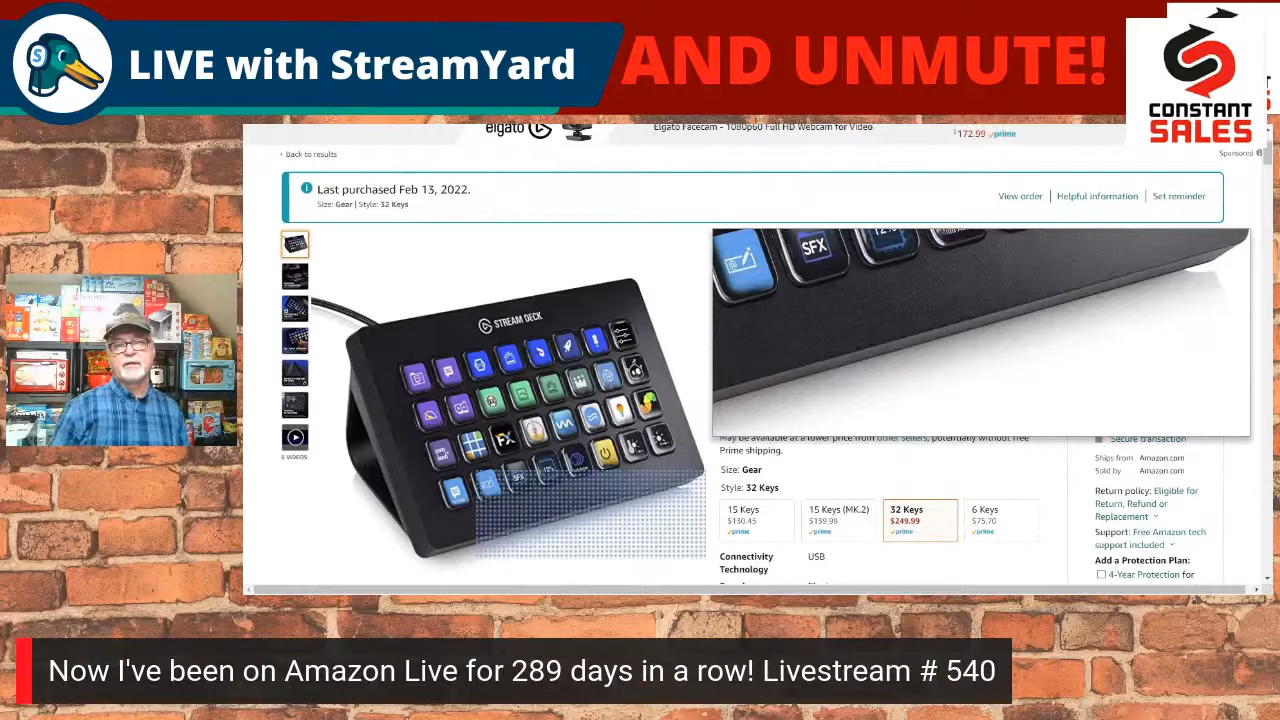 S
LIVE with StreamYard
AND UNMUTE!
CONSTANT
SALES
elgato
Elgato Facecam - 1080p60 Full HD Webcam for Video
$172.99 prime
‹ Back to results
Sponsored
Last purchased Feb 13, 2022.
Size: Gear | Style: 32 Keys
View order
Helpful information
Set reminder
STREAM DECK
FX
SFX
SFX
6 VIDEOS
May be available at a lower price from other sellers, potentially without free
Prime shipping.
Size: Gear
Style: 32 Keys
15 Keys
$130.45
prime
15 Keys (MK.2)
$139.99
prime
32 Keys
$249.99
prime
6 Keys
$75.70
prime
Connectivity
Technology
USB
Secure transaction
Ships from Amazon.com
Sold by Amazon.com
Return policy: Eligible for
Return, Refund or
Replacement
Support: Free Amazon tech
support included
Add a Protection Plan:
4-Year Protection for
Now I've been on Amazon Live for 289 days in a row! Livestream # 540